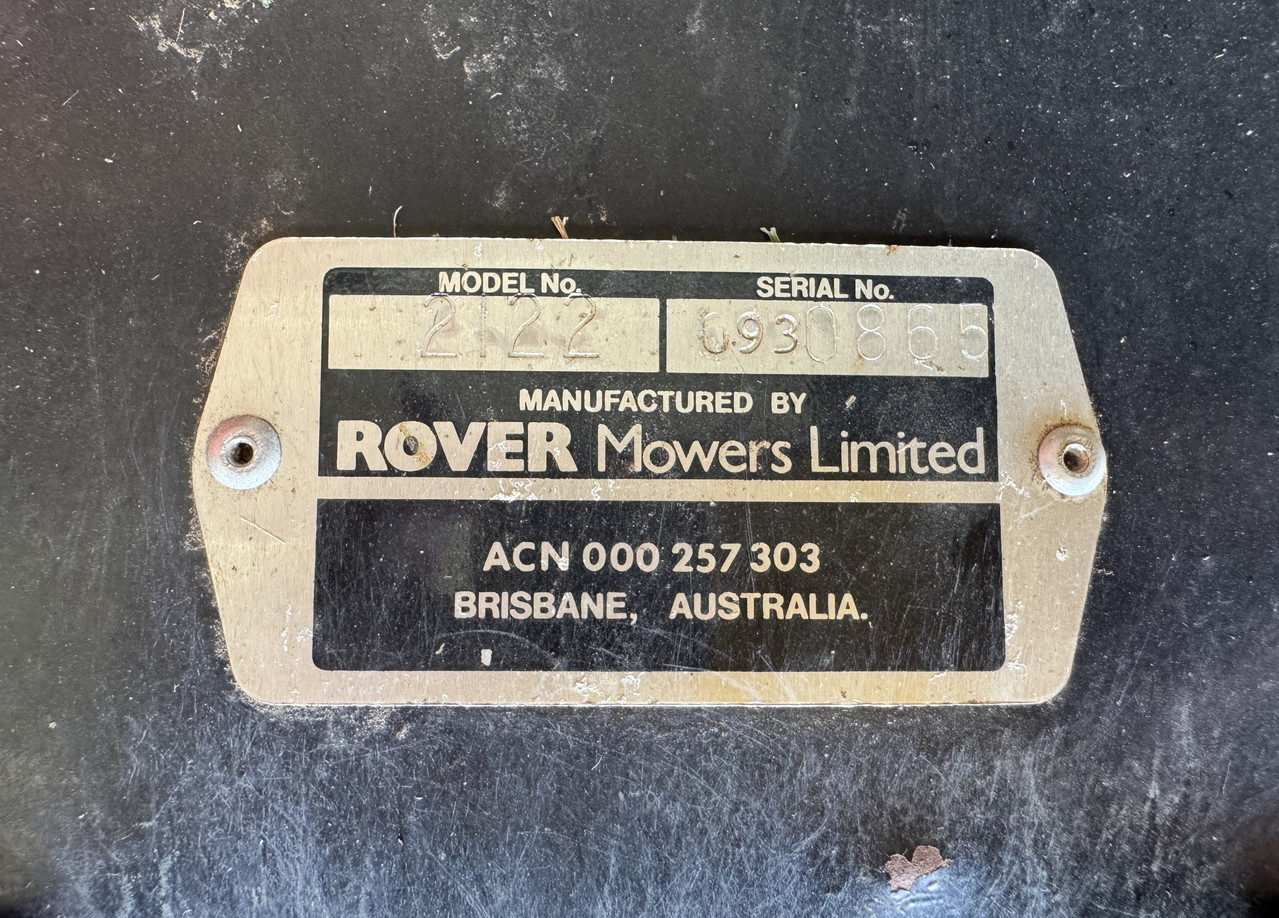 MODEL No. SERIAL No.
2122 0930865
MANUFACTURED BY
ROVER Mowers Limited
ACN 000 257 303
BRISBANE, AUSTRALIA.